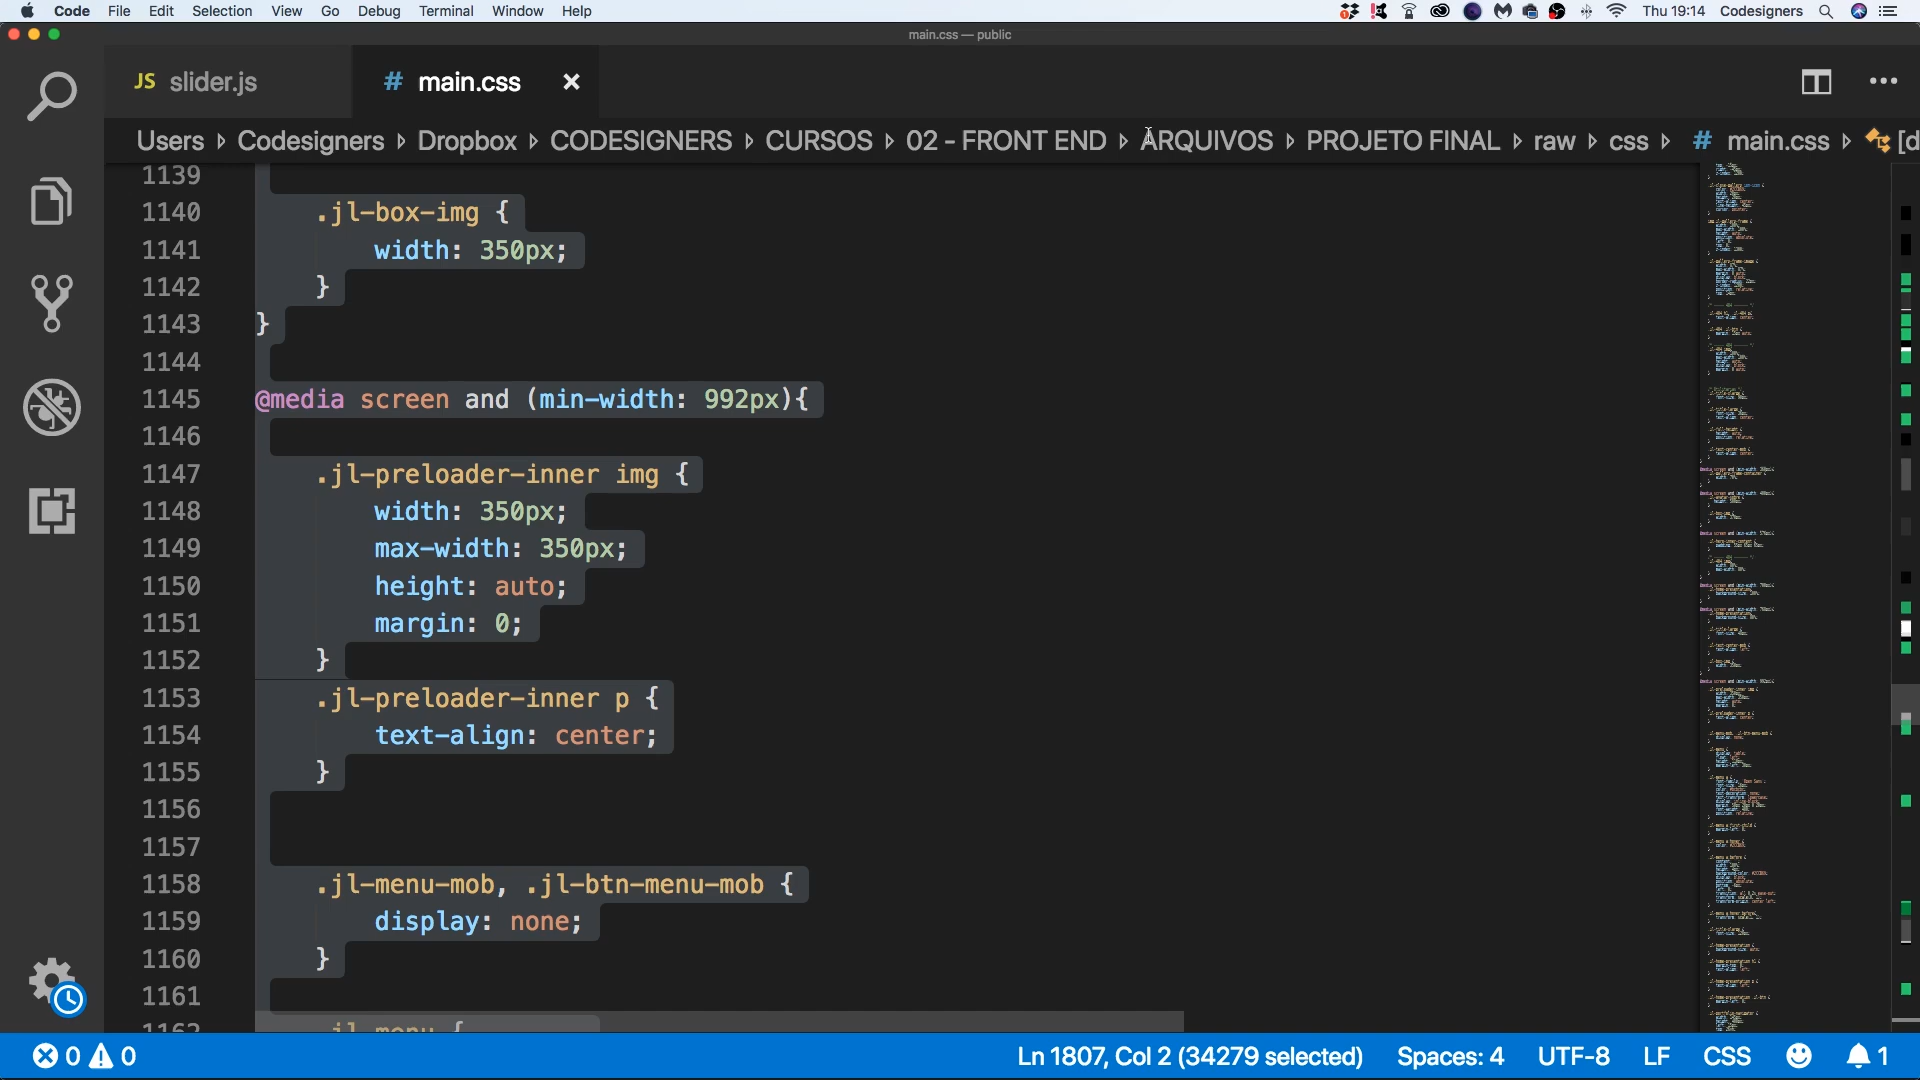 Code File Edit Selection View Go Debug Terminal Window Help Thu 19:14 Codesigners
main.css — public
JS slider.js # main.css
Users Codesigners Dropbox CODESIGNERS CURSOS 02 - FRONT END ARQUIVOS PROJETO FINAL raw css # main.css [d
1139
1140 .jl-box-img {
1141 width: 350px;
1142 }
1143 }
1144
1145 @media screen and (min-width: 992px){
1146
1147 .jl-preloader-inner img {
1148 width: 350px;
1149 max-width: 350px;
1150 height: auto;
1151 margin: 0;
1152 }
1153 .jl-preloader-inner p {
1154 text-align: center;
1155 }
1156
1157
1158 .jl-menu-mob, .jl-btn-menu-mob {
1159 display: none;
1160 }
1161
1162 .jl-menu {
0 0 Ln 1807, Col 2 (34279 selected) Spaces: 4 UTF-8 LF CSS 1